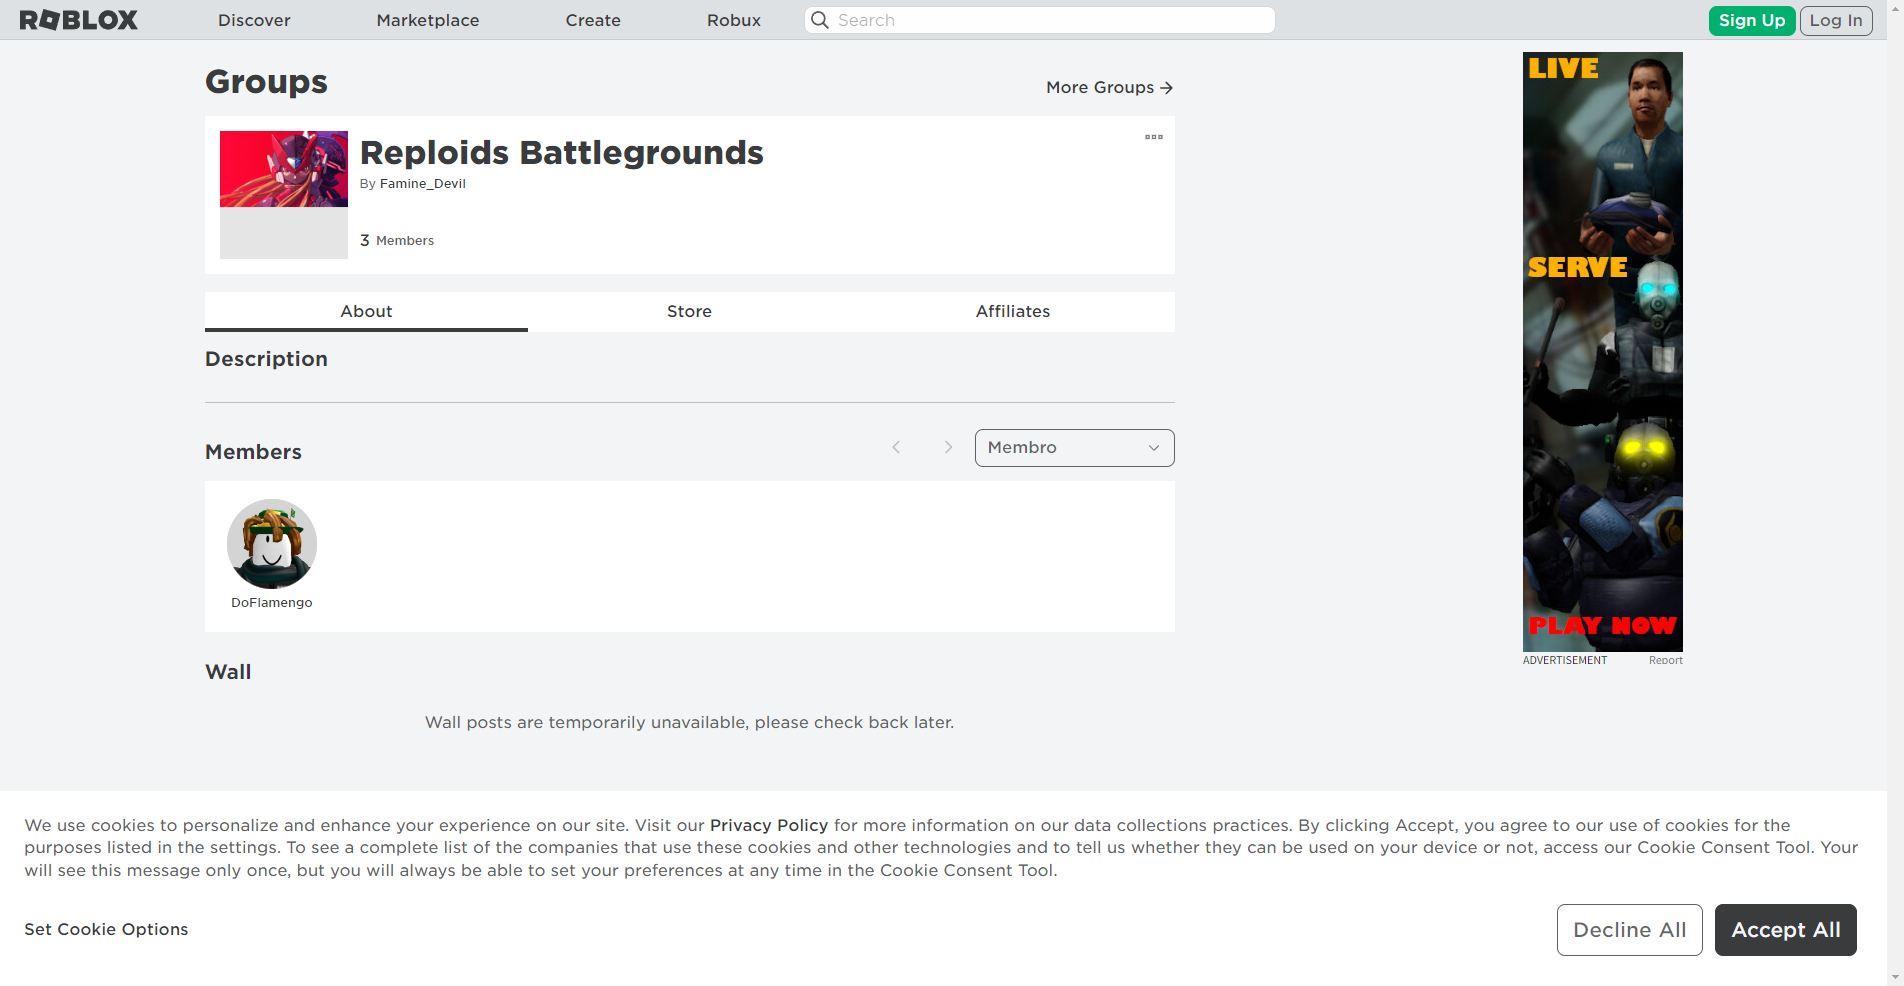 ROBLOX
Discover
Marketplace
Create
Robux
Search
Sign Up
Log In
Groups
More Groups
Reploids Battlegrounds
By Famine_Devil
3 Members
About
Store
Affiliates
Description
Members
Membro
DoFlamengo
Wall
Wall posts are temporarily unavailable, please check back later.
LIVE
SERVE
PLAY NOW
ADVERTISEMENT
Report
We use cookies to personalize and enhance your experience on our site. Visit our Privacy Policy for more information on our data collections practices. By clicking Accept, you agree to our use of cookies for the
purposes listed in the settings. To see a complete list of the companies that use these cookies and other technologies and to tell us whether they can be used on your device or not, access our Cookie Consent Tool. Your
will see this message only once, but you will always be able to set your preferences at any time in the Cookie Consent Tool.
Set Cookie Options
Decline All
Accept All